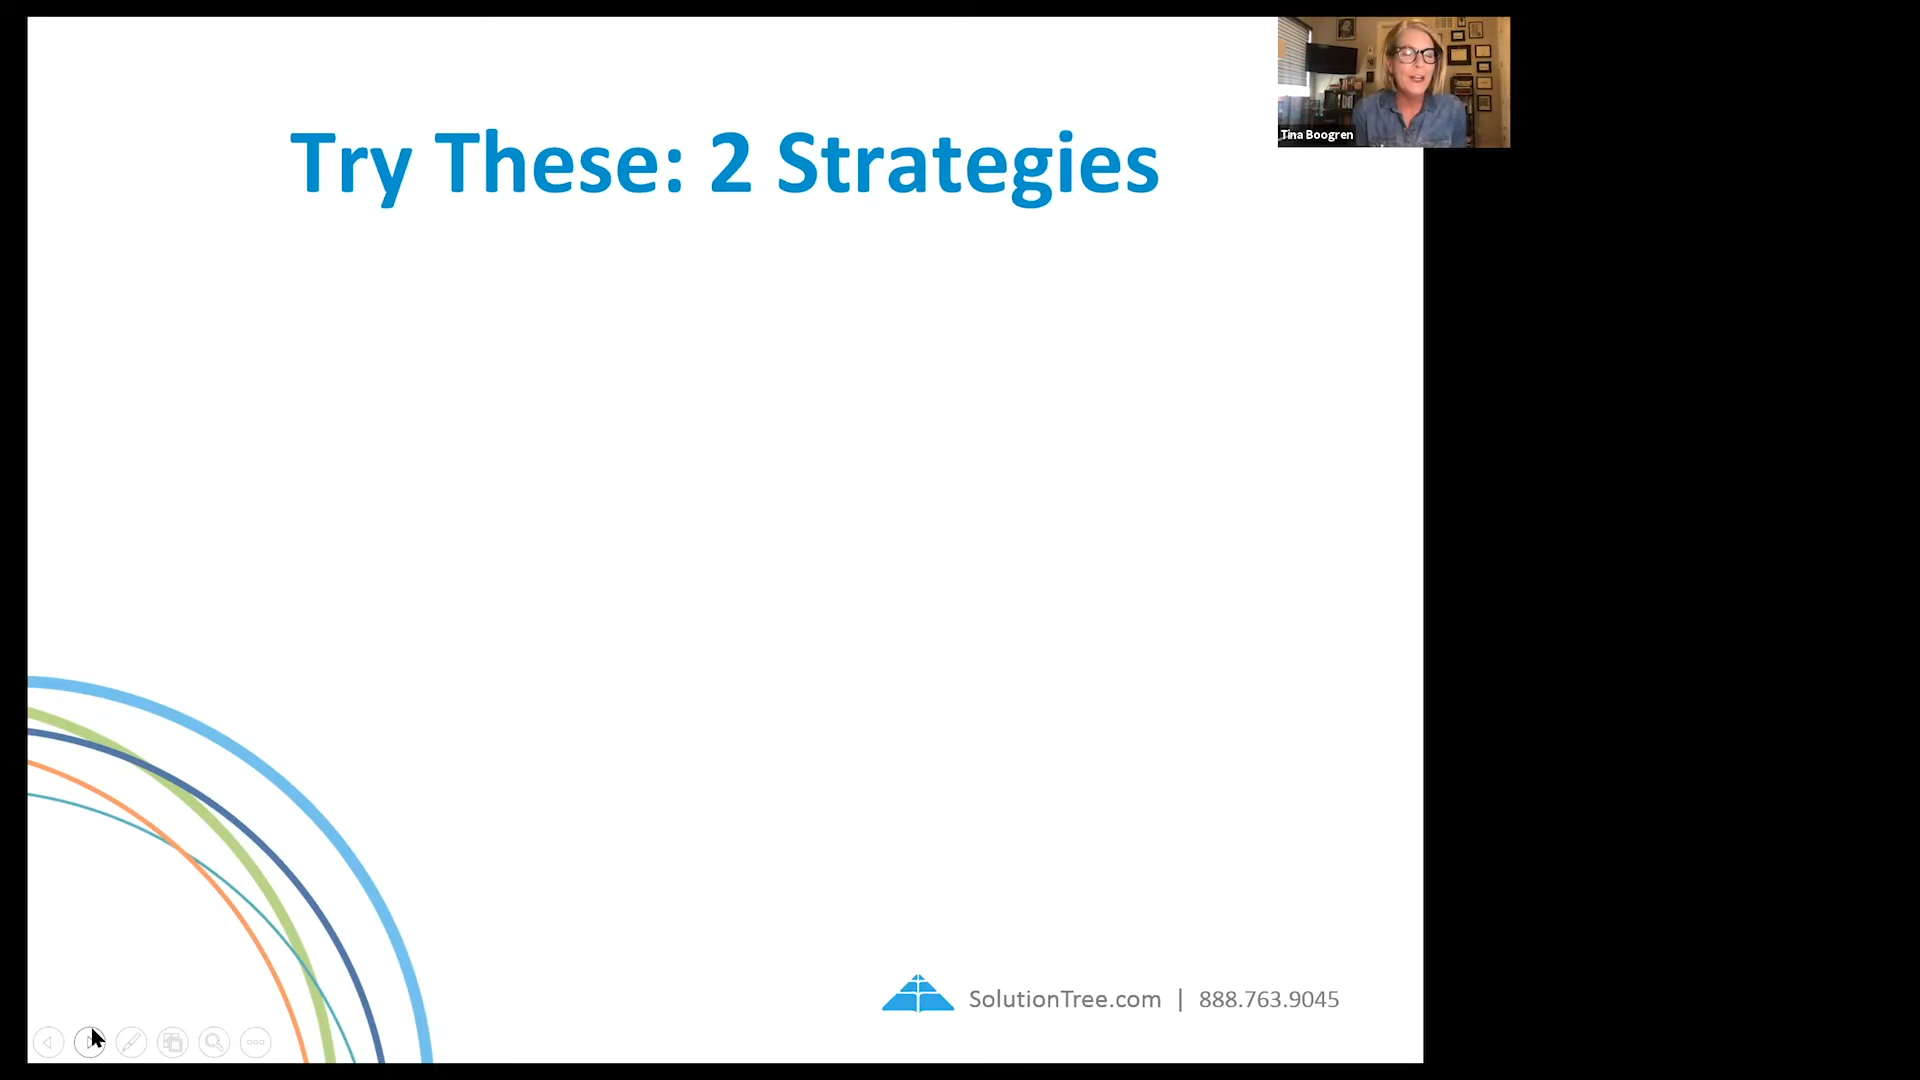 Try These: 2 Strategies
Tina Boogren
SolutionTree.com | 888.763.9045